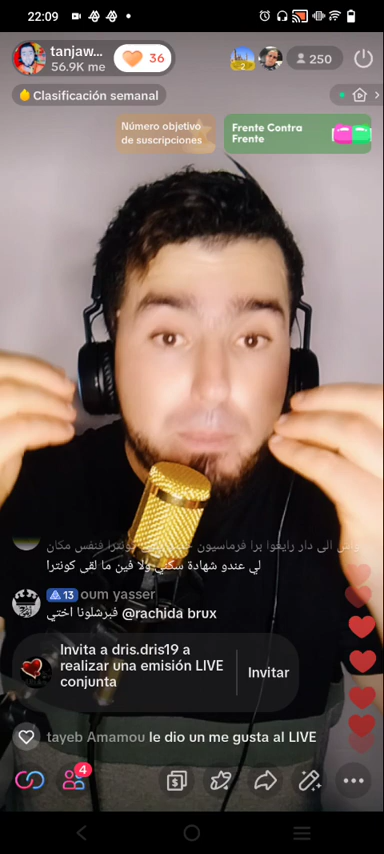 22:09
tanjaw...
56.9K me
36
2
250
Clasificación semanal
Número objetivo
de suscripciones
Frente Contra
Frente
لي عندو شهادة سكنى ولا فين ما لقى كونترا
13 oum yasser
فبرشلونا اختي @rachida brux
Invita a dris.dris19 a
realizar una emisión LIVE
conjunta
Invitar
tayeb Amamou le dio un me gusta al LIVE
4